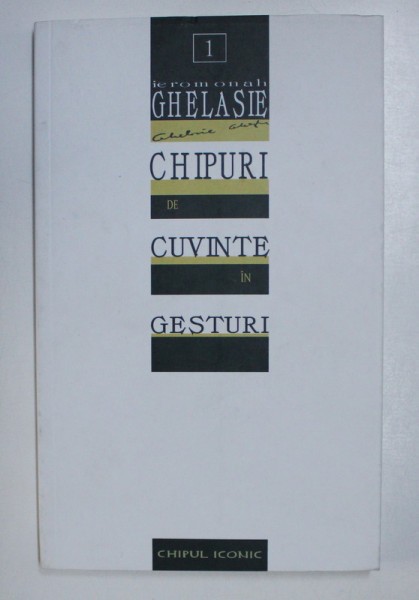 1
ieromonah
GHELASIE
CHIPURI
DE
CUVINTE
ÎN
GESTURI
CHIPUL ICONIC